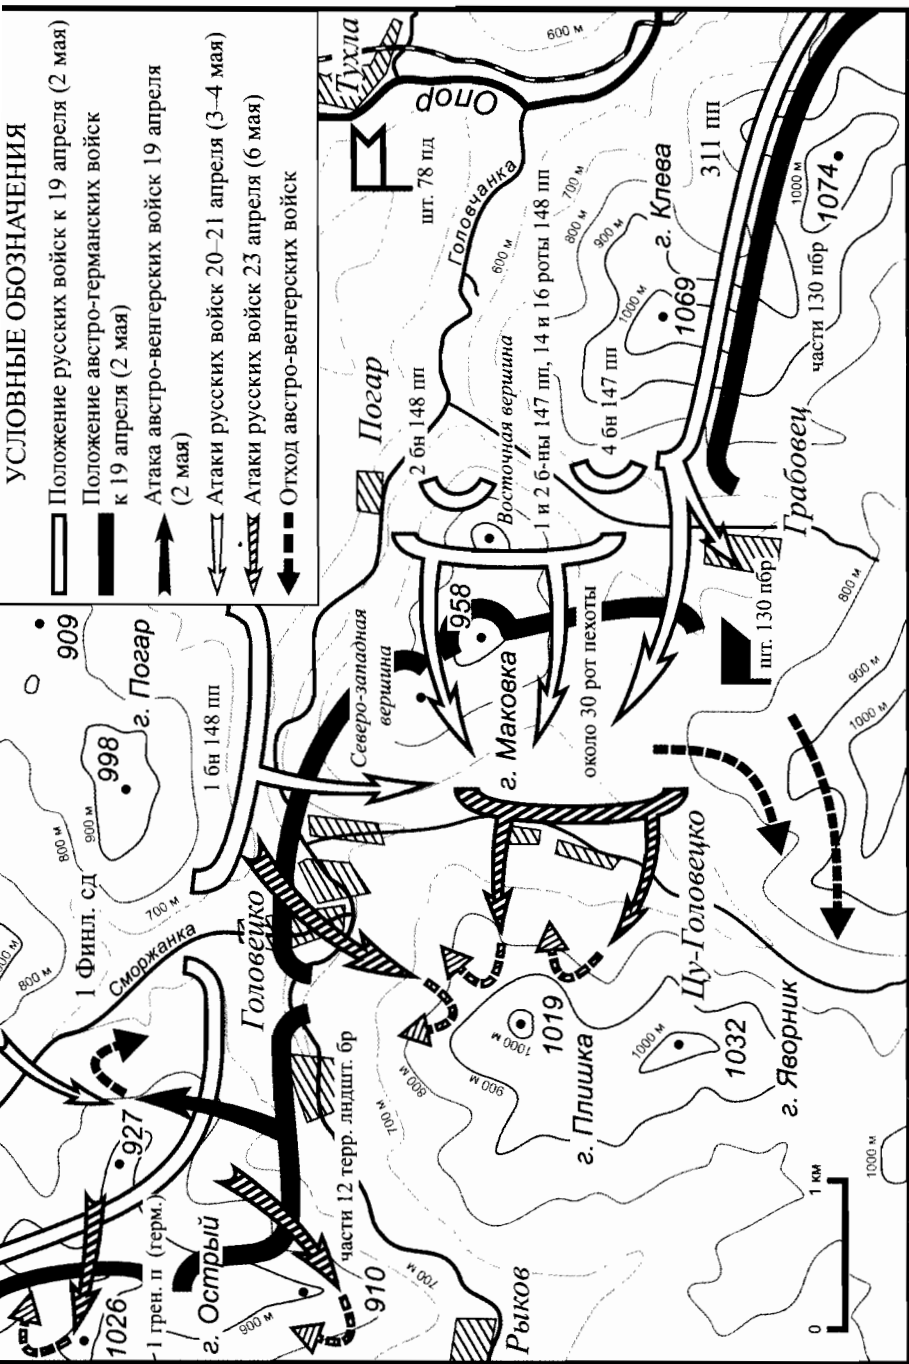 УСЛОВНЫЕ ОБОЗНАЧЕНИЯ
Положение русских войск к 19 апреля (2 мая)
Положение австро-германских войск
к 19 апреля (2 мая)
Атака австро-венгерских войск 19 апреля
(2 мая)
Атаки русских войск 20–21 апреля (3–4 мая)
Атаки русских войск 23 апреля (6 мая)
Отход австро-венгерских войск
Тухла
600 м
Опор
шт. 78 пд
Головчанка
600 м
700 м
800 м
900 м
г. Клева
1000 м
1069
311 пп
1000 м
1074
части 130 пбр
Погар
2 бн 148 пп
Восточная вершина
1 и 2 б-ны 147 пп, 14 и 16 роты 148 пп
4 бн 147 пп
Грабовец
909
г. Погар
998
900 м
800 м
1 бн 148 пп
Северо-западная
вершина
958
г. Маковка
около 30 рот пехоты
шт. 130 пбр
800 м
900 м
1000 м
1 Финл. сд
700 м
800 м
Сморжанка
Головецко
Цу-Головецко
927
1026
1 грен. п (герм.)
г. Острый
900 м
910
части 12 терр. лндшт. бр
700 м
800 м
900 м
1000 м
1019
г. Плишка
1000 м
1032
г. Яворник
700 м
Рыков
0
1 км
1000 м